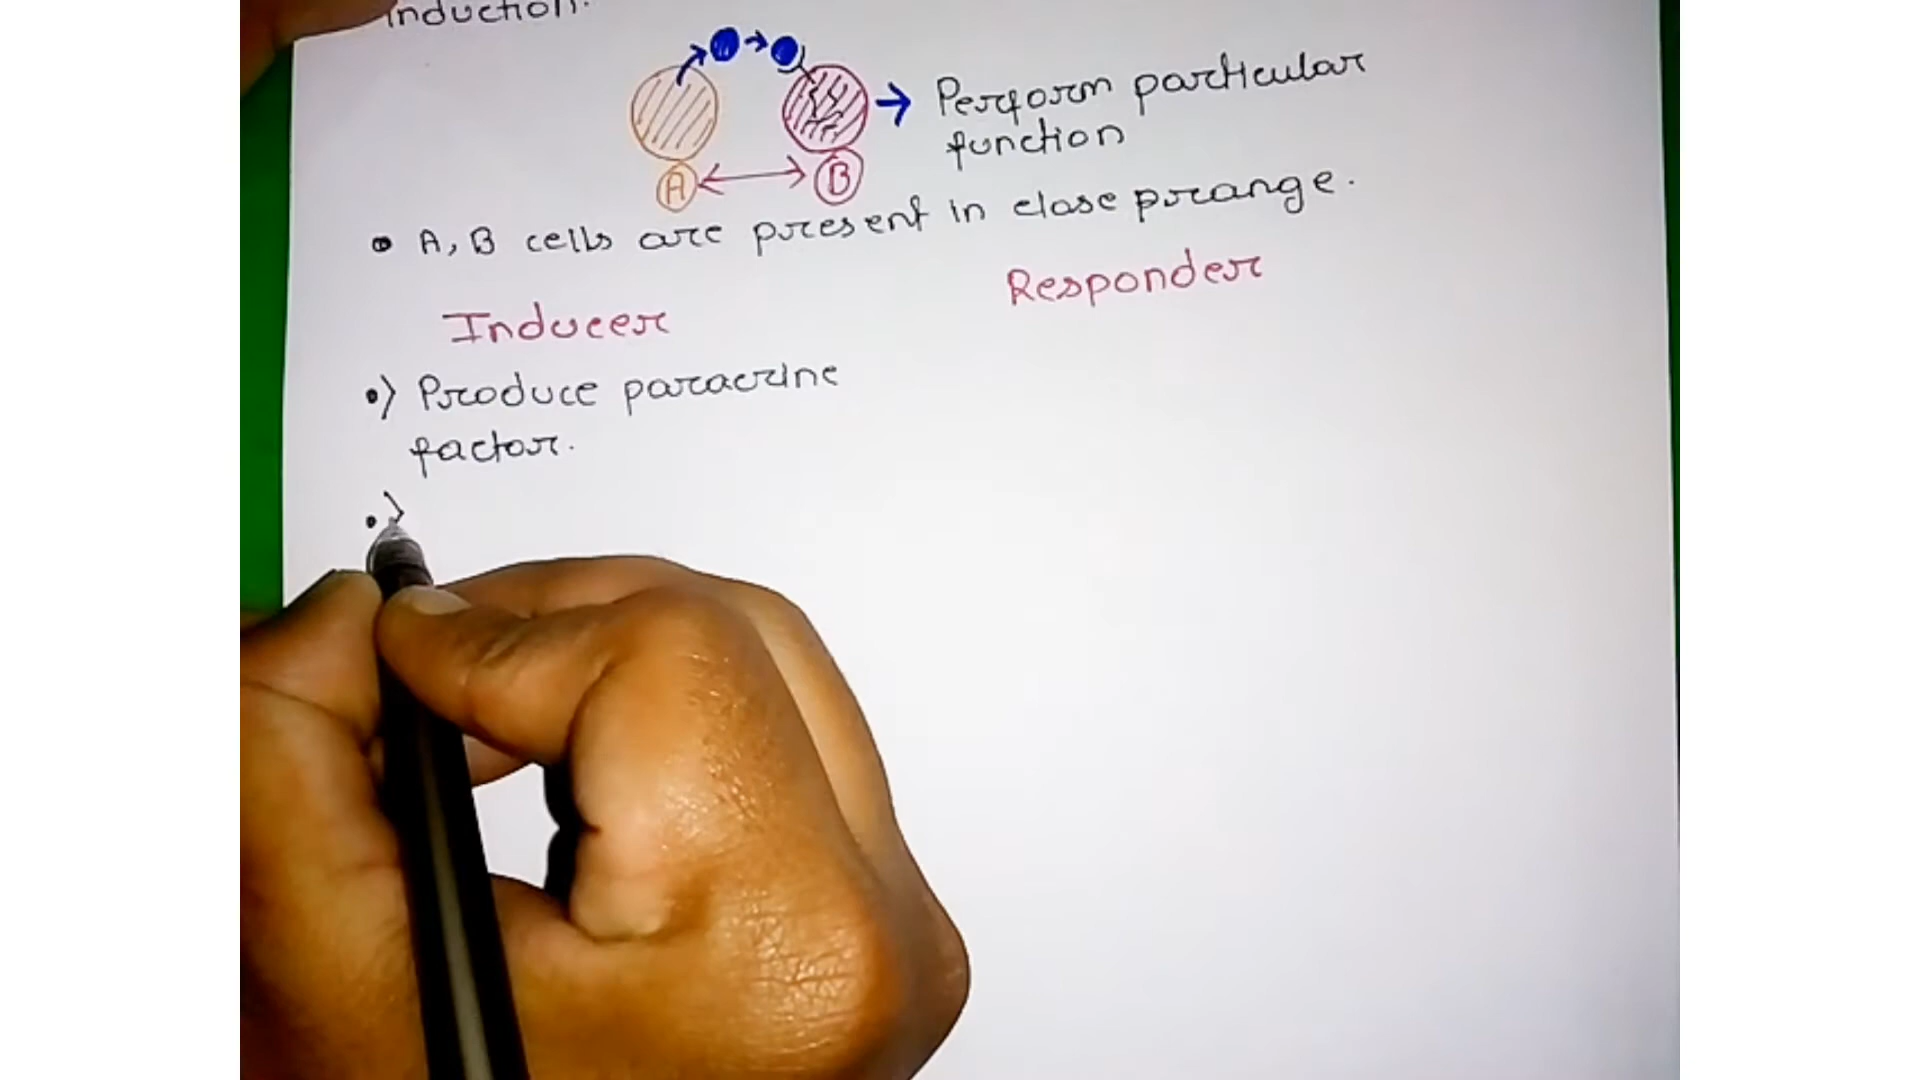 induction.
Perform particular
function
A
B
• A, B cells are present in close prange.
Inducer
Responder
•) Produce paracrine
factor.
•)